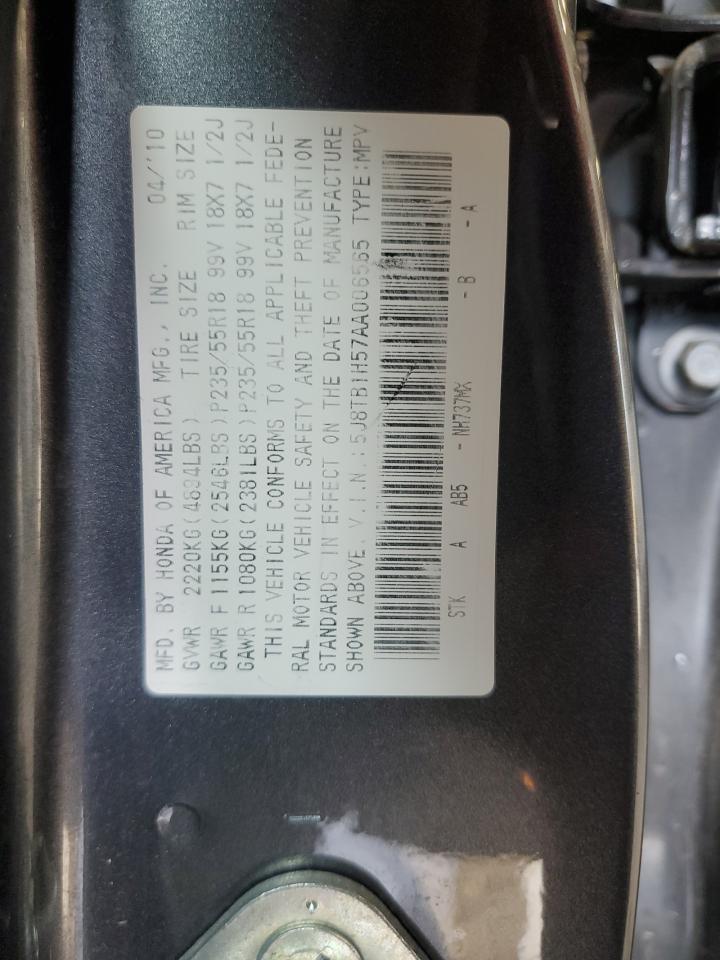 MFD. BY HONDA OF AMERICA MFG., INC. 04/'10
GVWR 2220KG(4894LBS) TIRE SIZE RIM SIZE
GAWR F 1155KG(2546LBS)P235/55R18 99V 18X7 1/2J
GAWR R 1080KG(2381LBS)P235/55R18 99V 18X7 1/2J
THIS VEHICLE CONFORMS TO ALL APPLICABLE FEDE-
RAL MOTOR VEHICLE SAFETY AND THEFT PREVENTION
STANDARDS IN EFFECT ON THE DATE OF MANUFACTURE
SHOWN ABOVE. V.I.N.:5J8TB1H57AA006565 TYPE:MPV
STK A AB5 - NH737MX - B - A